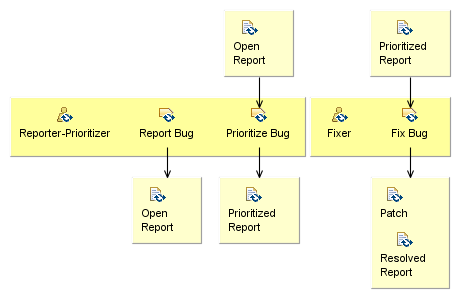 Open
Report
Prioritized
Report
Reporter-Prioritizer
Report Bug
Prioritize Bug
Fixer
Fix Bug
Open
Report
Prioritized
Report
Patch
Resolved
Report